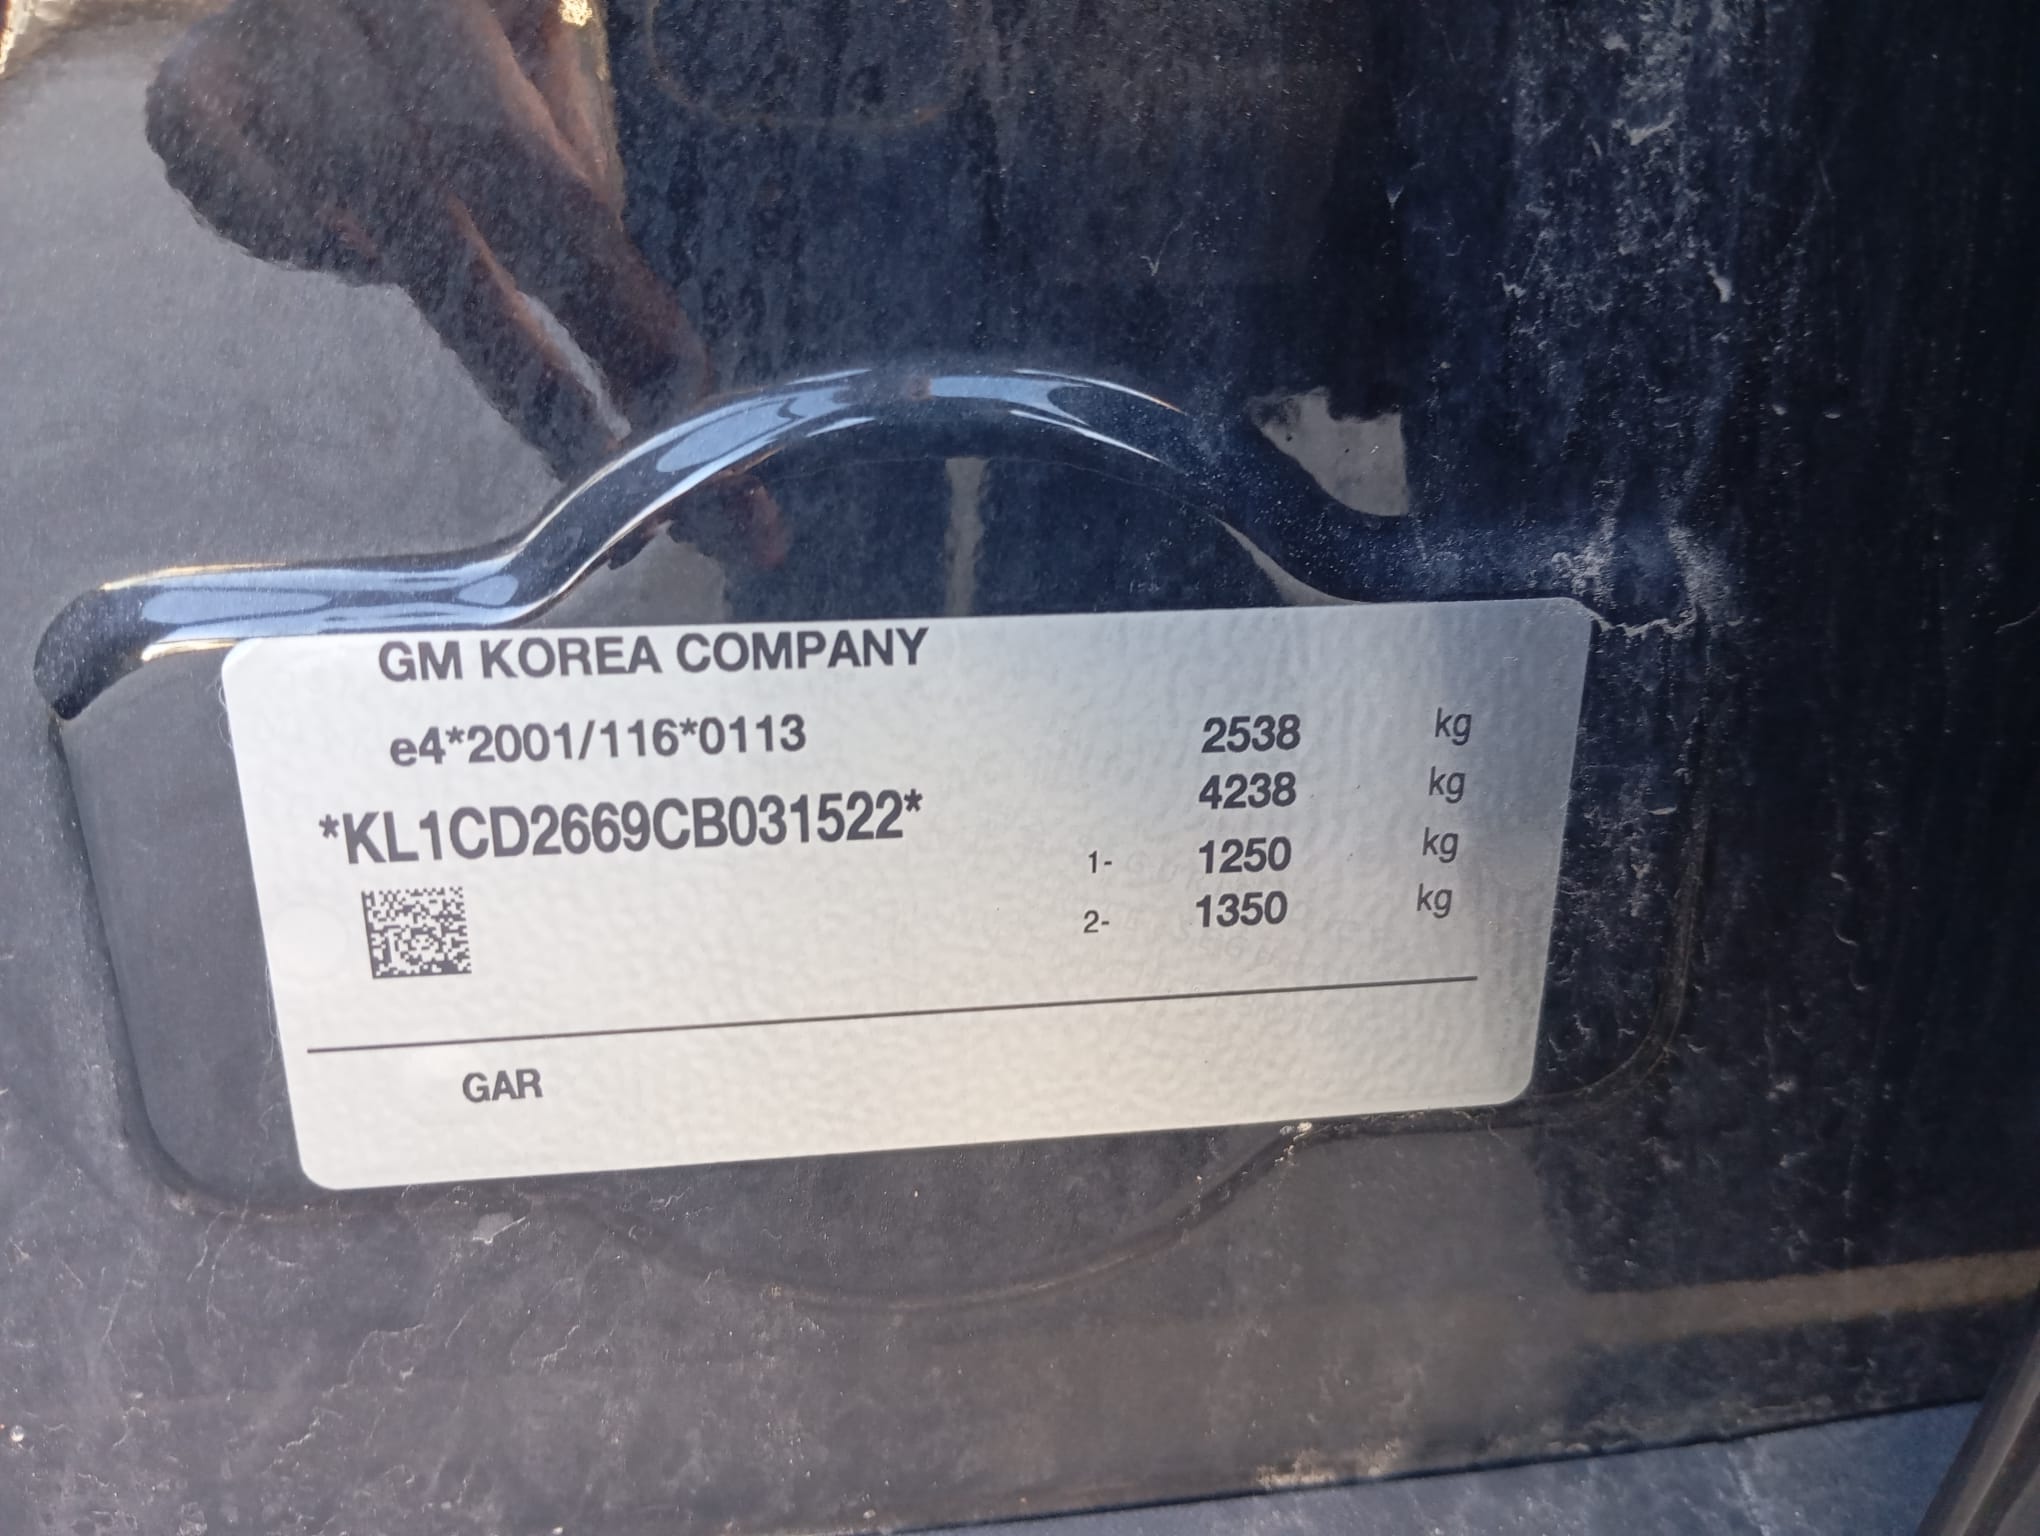 GM KOREA COMPANY
e4*2001/116*0113 2538 kg
4238 kg
*KL1CD2669CB031522*
1- 1250 kg
2- 1350 kg
GAR